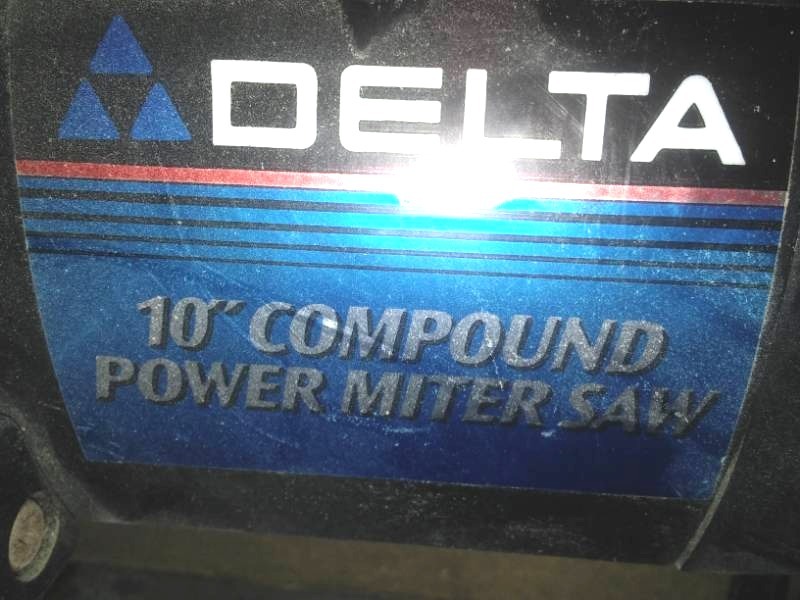 DELTA
10" COMPOUND
POWER MITER SAW